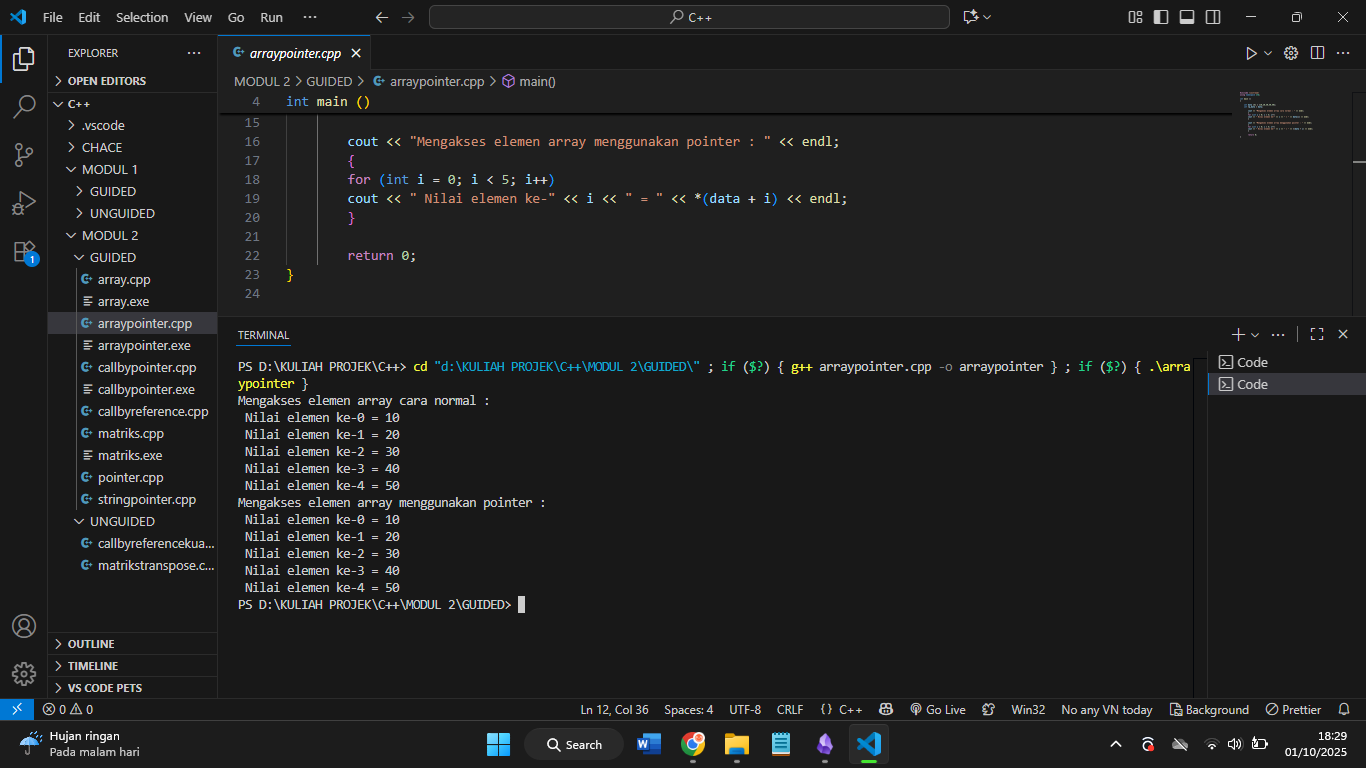 File Edit Selection View Go Run ··· C++
EXPLORER ···
OPEN EDITORS
C++
.vscode
CHACE
MODUL 1
GUIDED
UNGUIDED
MODUL 2
GUIDED
array.cpp
array.exe
arraypointer.cpp
arraypointer.exe
callbypointer.cpp
callbypointer.exe
callbyreference.cpp
matriks.cpp
matriks.exe
pointer.cpp
stringpointer.cpp
UNGUIDED
callbyreferencekua...
matrikstranspose.c...
OUTLINE
TIMELINE
VS CODE PETS
1
arraypointer.cpp
MODUL 2 > GUIDED > arraypointer.cpp > main()
4 int main ()
15
16 cout << "Mengakses elemen array menggunakan pointer : " << endl;
17 {
18 for (int i = 0; i < 5; i++)
19 cout << " Nilai elemen ke-" << i << " = " << *(data + i) << endl;
20 }
21
22 return 0;
23 }
24
TERMINAL
PS D:\KULIAH PROJEK\C++> cd "d:\KULIAH PROJEK\C++\MODUL 2\GUIDED\" ; if ($?) { g++ arraypointer.cpp -o arraypointer } ; if ($?) { .\arra
ypointer }
Mengakses elemen array cara normal :
Nilai elemen ke-0 = 10
Nilai elemen ke-1 = 20
Nilai elemen ke-2 = 30
Nilai elemen ke-3 = 40
Nilai elemen ke-4 = 50
Mengakses elemen array menggunakan pointer :
Nilai elemen ke-0 = 10
Nilai elemen ke-1 = 20
Nilai elemen ke-2 = 30
Nilai elemen ke-3 = 40
Nilai elemen ke-4 = 50
PS D:\KULIAH PROJEK\C++\MODUL 2\GUIDED>
Code
Code
0 0 Ln 12, Col 36 Spaces: 4 UTF-8 CRLF {} C++ Go Live Win32 No any VN today Background Prettier
Hujan ringan
Pada malam hari
Search
18:29
01/10/2025